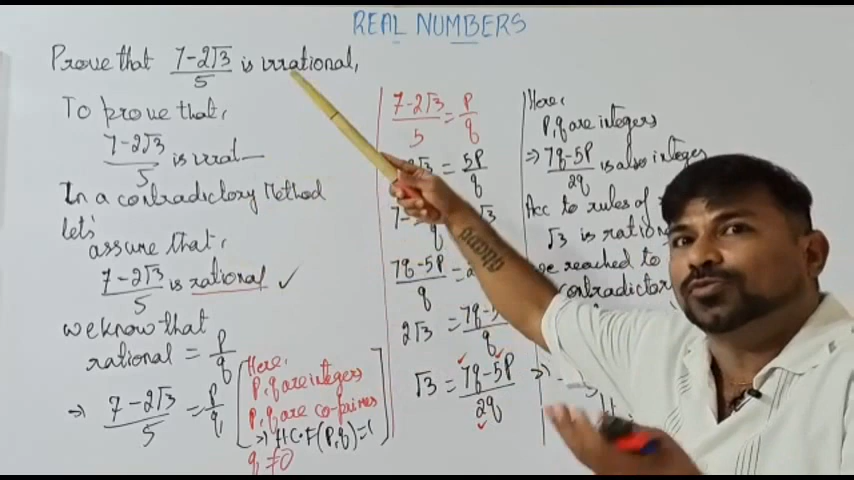 REAL NUMBERS
Prove that (7-2√3)/5 is irrational,
To prove that,
(7-2√3)/5 is irrat—
In a contradictory Method
let's
assume that,
(7-2√3)/5 is rational ✓
we know that
rational = P/q
⇒ (7-2√3)/5 = P/q,
[Here,
P, q are integers
P, q are co-primes
⇒ H.C.F(P,q)=1
q ≠ 0]
(7-2√3)/5 = P/q
√3 = 5P/q
7-
(7q-5P)/q =
2√3 = 
√3 = (7q-5P)/2q
Here,
P, q are integers
⇒ (7q-5P)/2q is also integer
Acc to rules of
√3 is ration
we reached to
contradictor
⇒